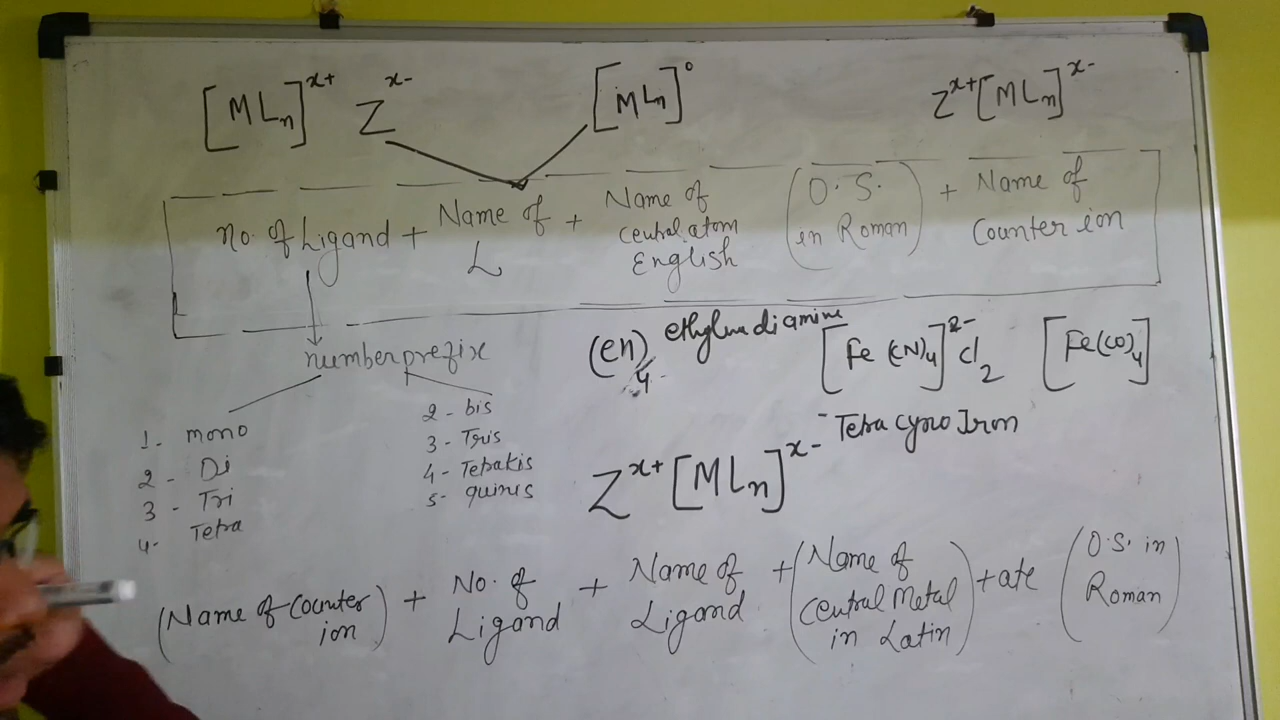 [MLn]x+ Zx- [MLn]° Zx+[MLn]x-
no. of Ligand + Name of L + Name of central atom English (O.S. in Roman) + Name of Counter ion
number prefix
1- mono
2- Di
3- Tri
4- Tetra
2- bis
3- Tris
4- Tetrakis
5- quinis
(en)4 ethylene diamine [Fe (CN)4]2- Cl2 [Fe(CO)4]
- Tetra cyno Iron
Zx+ [MLn]x-
(Name of Counter ion) + No. of Ligand + Name of Ligand + (Name of Central Metal in Latin) + ate (O.S. in Roman)